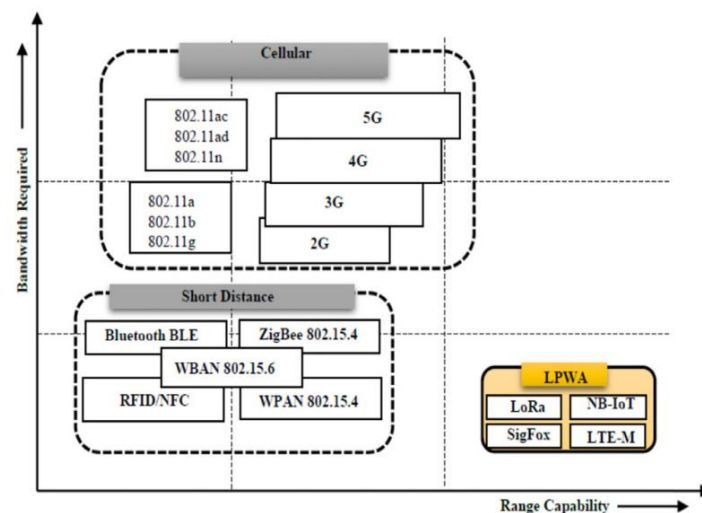 Bandwidth Required
Cellular
802.11ac
802.11ad
802.11n
5G
4G
802.11a
802.11b
802.11g
3G
2G
Short Distance
Bluetooth BLE
ZigBee 802.15.4
WBAN 802.15.6
RFID/NFC
WPAN 802.15.4
LPWA
LoRa
NB-IoT
SigFox
LTE-M
Range Capability